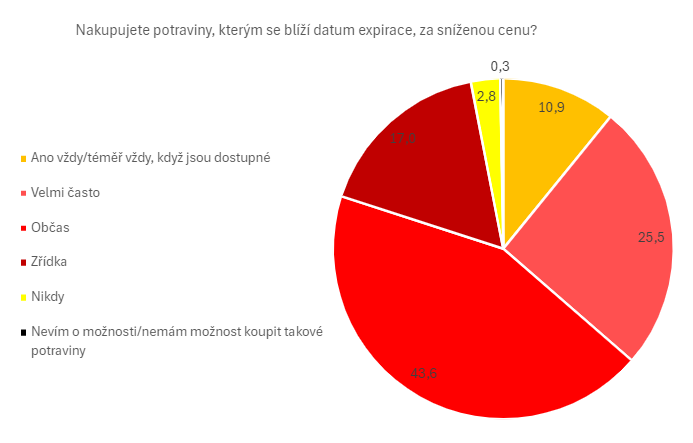 Nakupujete potraviny, kterým se blíží datum expirace, za sníženou cenu?
0,3
2,8
10,9
Ano vždy/téměř vždy, když jsou dostupné
Velmi často
Občas
25,5
Zřídka
Nikdy
Nevím o možnosti/nemám možnost koupit takové
potraviny
43,6